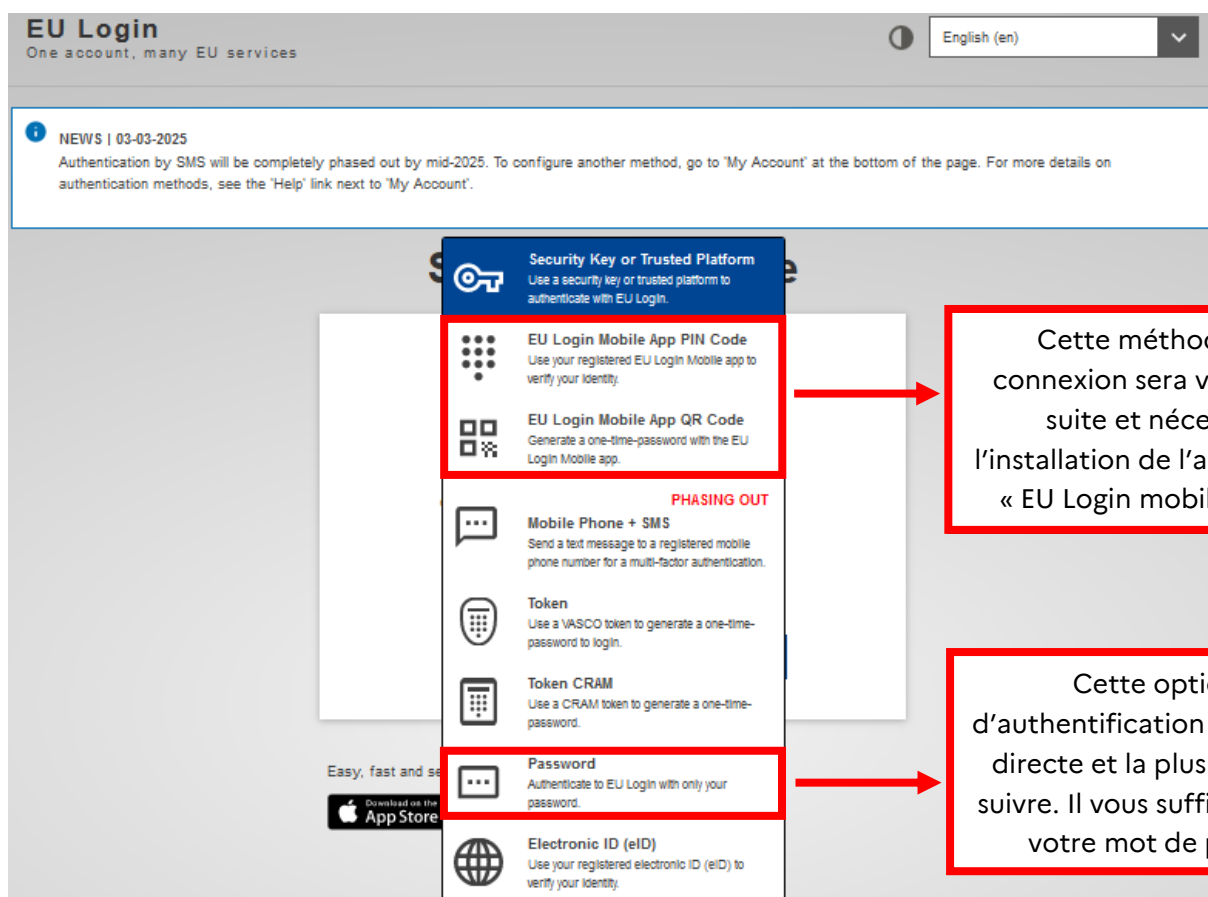 EU Login
One account, many EU services
English (en)
NEWS | 03-03-2025
Authentication by SMS will be completely phased out by mid-2025. To configure another method, go to 'My Account' at the bottom of the page. For more details on
authentication methods, see the 'Help' link next to 'My Account'.
Security Key or Trusted Platform
Use a security key or trusted platform to
authenticate with EU Login.
EU Login Mobile App PIN Code
Use your registered EU Login Mobile app to
verify your identity.
EU Login Mobile App QR Code
Generate a one-time-password with the EU
Login Mobile app.
PHASING OUT
Mobile Phone + SMS
Send a text message to a registered mobile
phone number for a multi-factor authentication.
Token
Use a VASCO token to generate a one-time-
password to login.
Token CRAM
Use a CRAM token to generate a one-time-
password.
Password
Authenticate to EU Login with only your
password.
Electronic ID (eID)
Use your registered electronic ID (eID) to
verify your identity.
Easy, fast and
Download on the
App Store
Cette
connexion sera
suite et
l'installation de
« EU Login
Cette
d'authentification
directe et la plus
suivre. Il vous
votre mot de